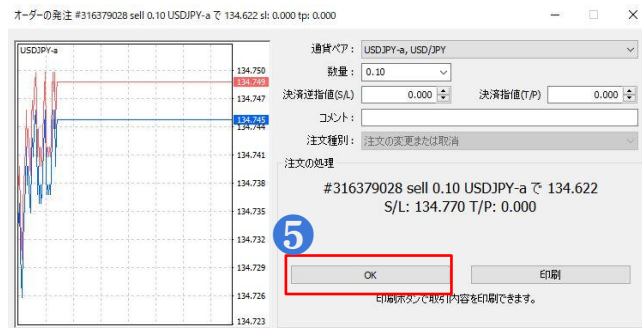 オーダーの発注 #316379028 sell 0.10 USDJPY-a で 134.622 sl: 0.000 tp: 0.000
USDJPY-a
134.750
134.749
134.747
134.745
134.744
134.741
134.738
134.735
134.732
134.729
134.726
134.723
通貨ペア: USDJPY-a, USD/JPY
数量: 0.10
決済逆指値(S/L) 0.000 決済指値(T/P) 0.000
コメント:
注文種別: 注文の変更または取消
注文の処理
#316379028 sell 0.10 USDJPY-a で 134.622
S/L: 134.770 T/P: 0.000
5
OK 印刷
印刷ボタンで取引内容を印刷できます。